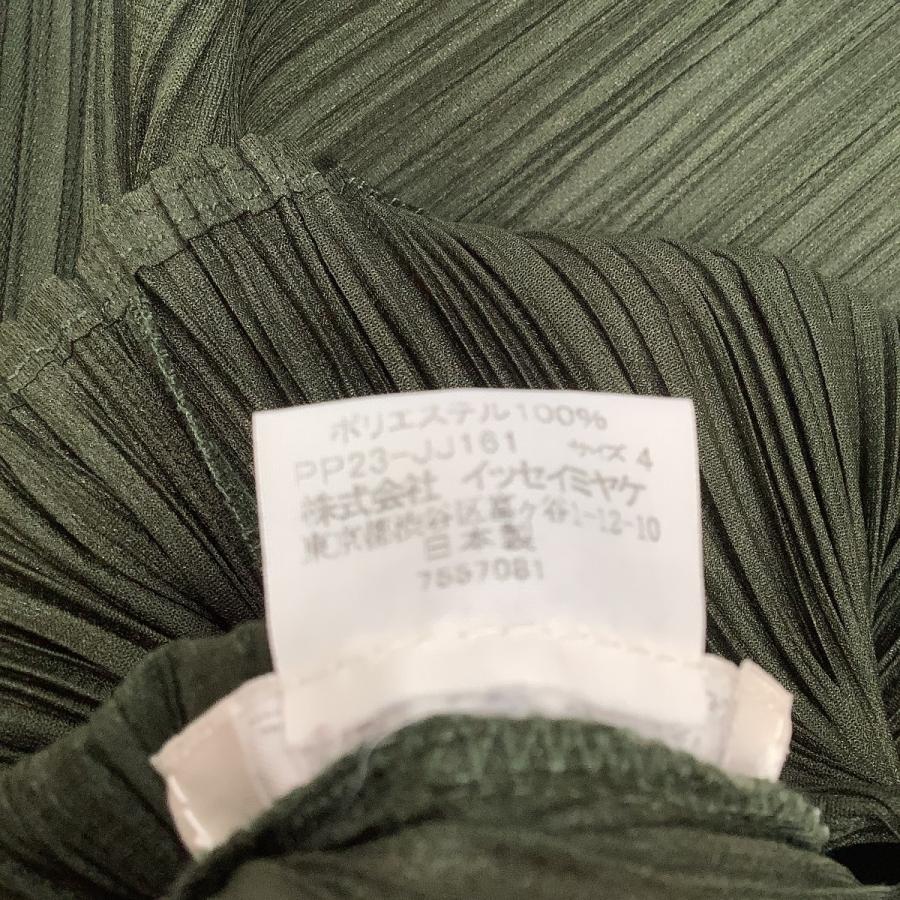 ポリエステル100%
PP23-JJ161 サイズ 4
株式会社 イッセイミヤケ
東京都渋谷区富ヶ谷1-12-10
日本製
7557081